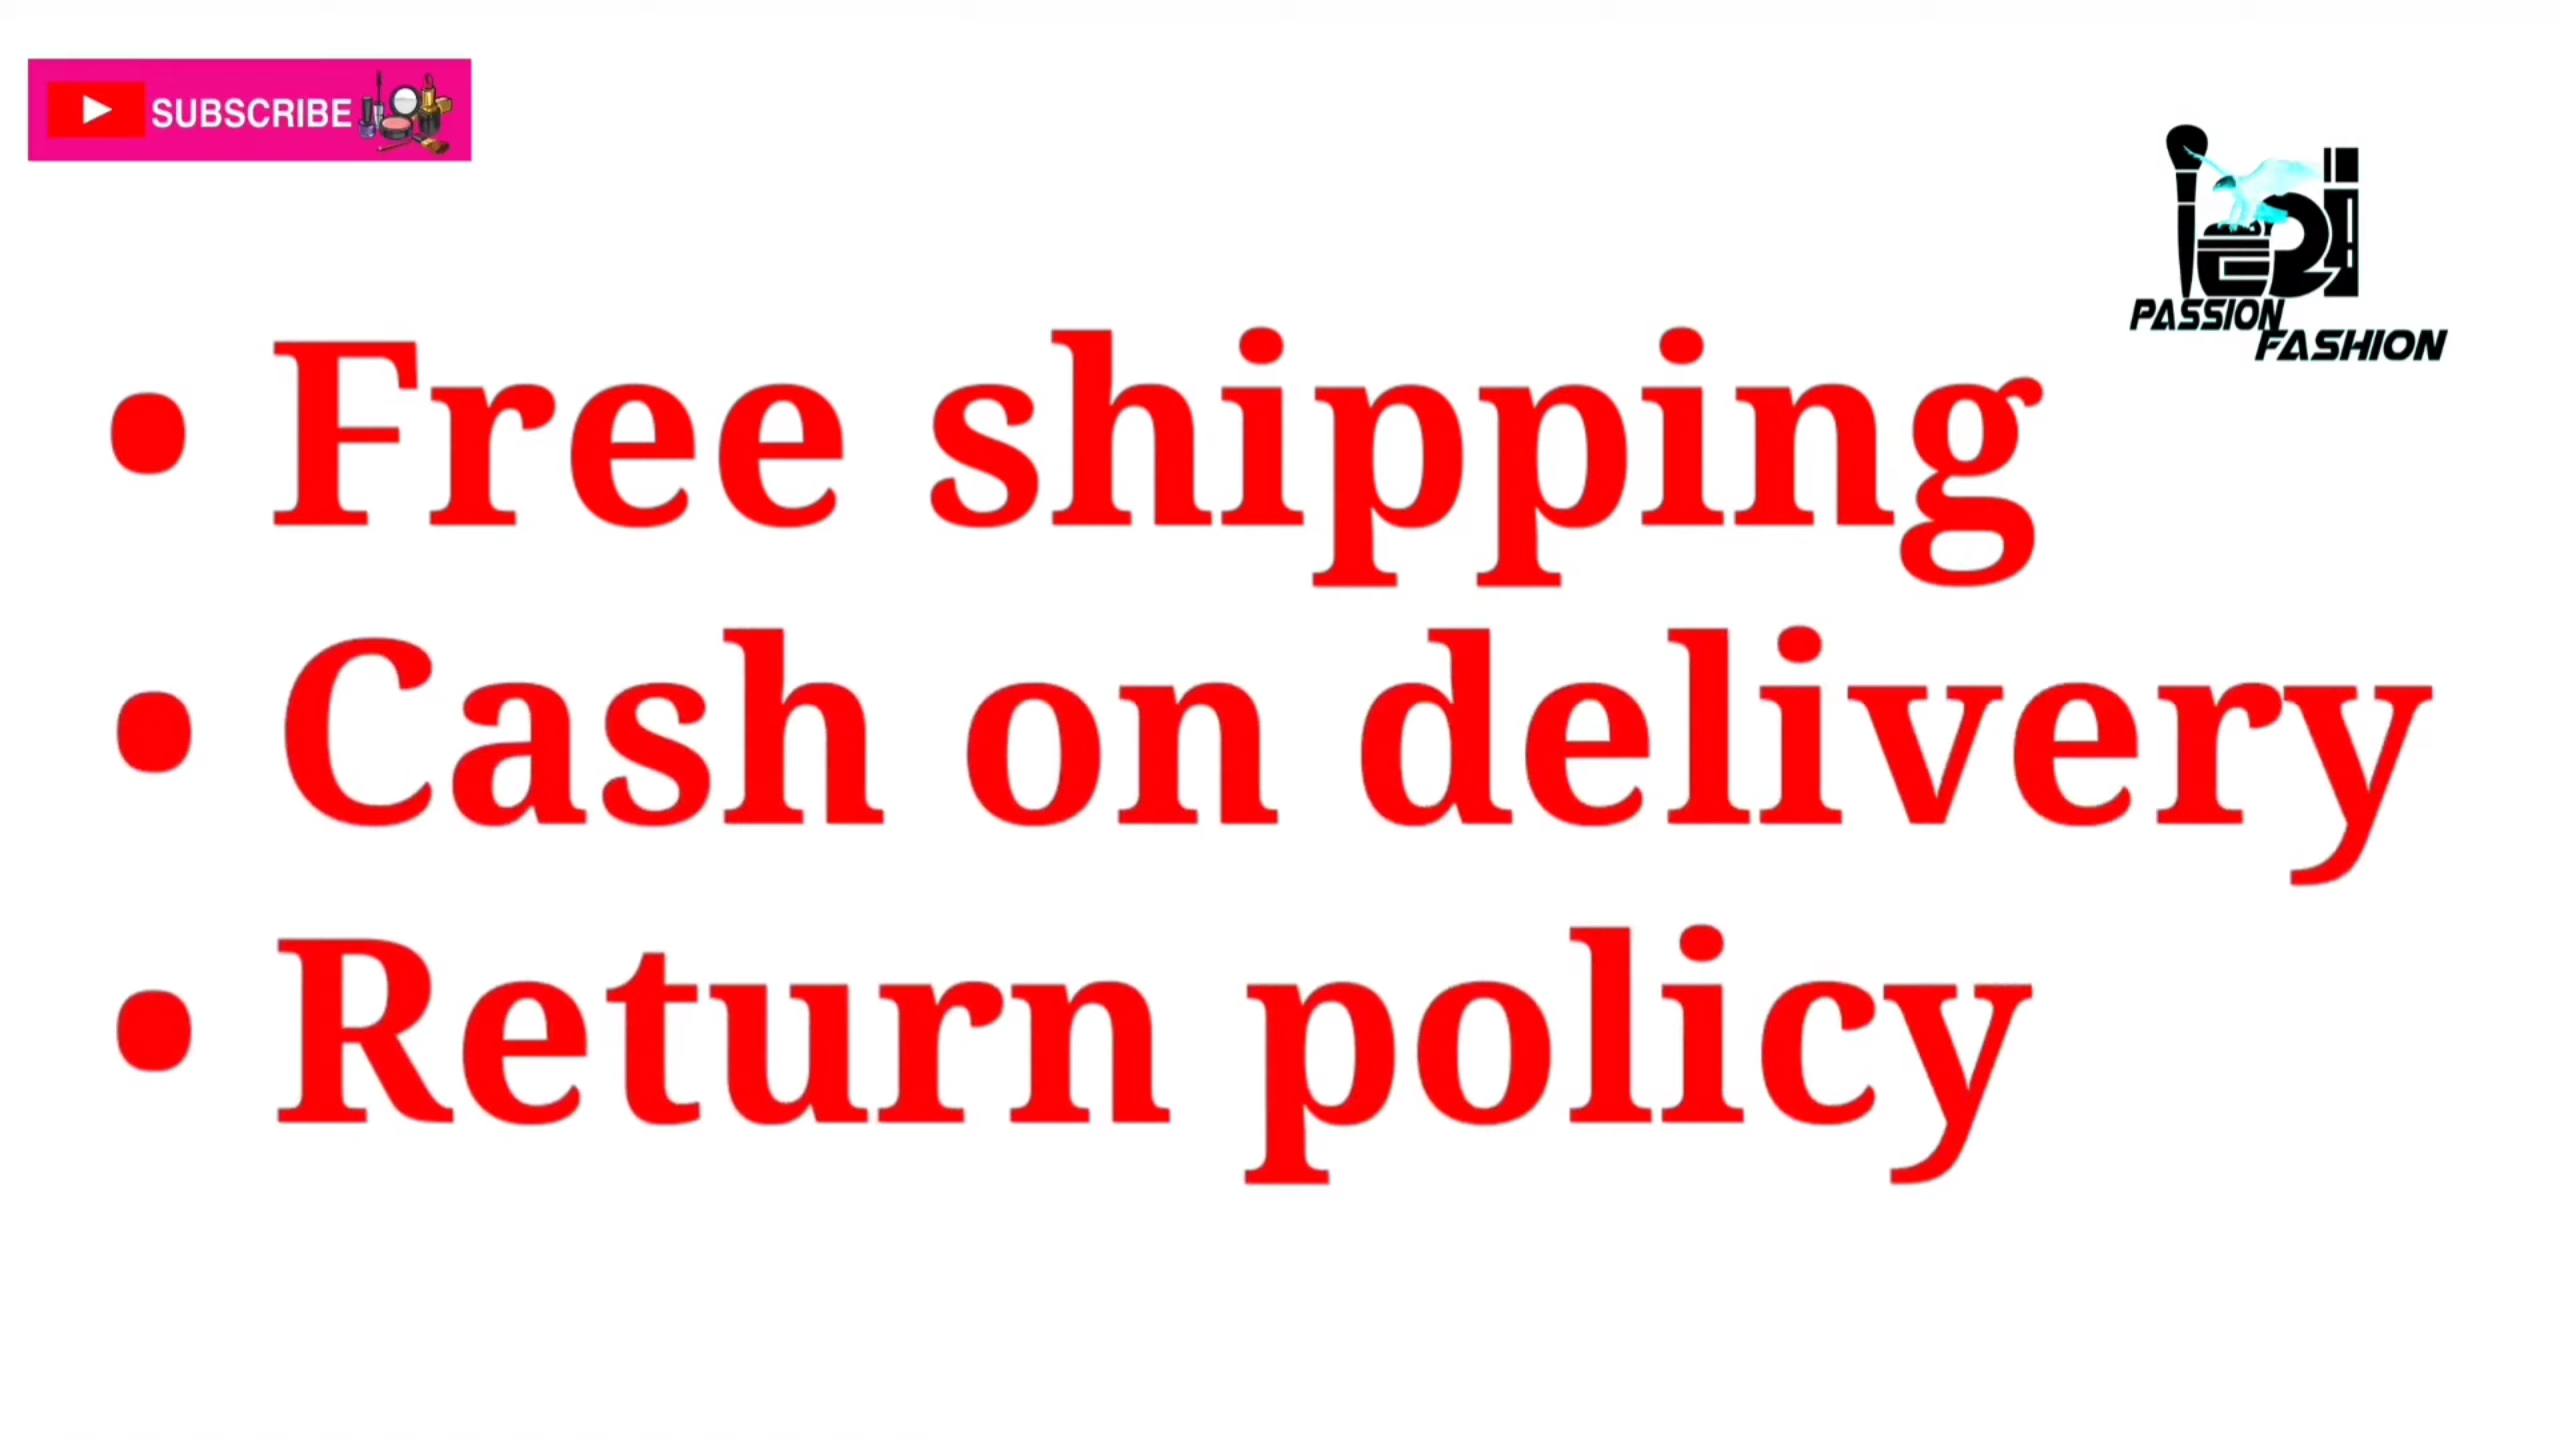 SUBSCRIBE
PASSION
FASHION
• Free shipping
• Cash on delivery
• Return policy